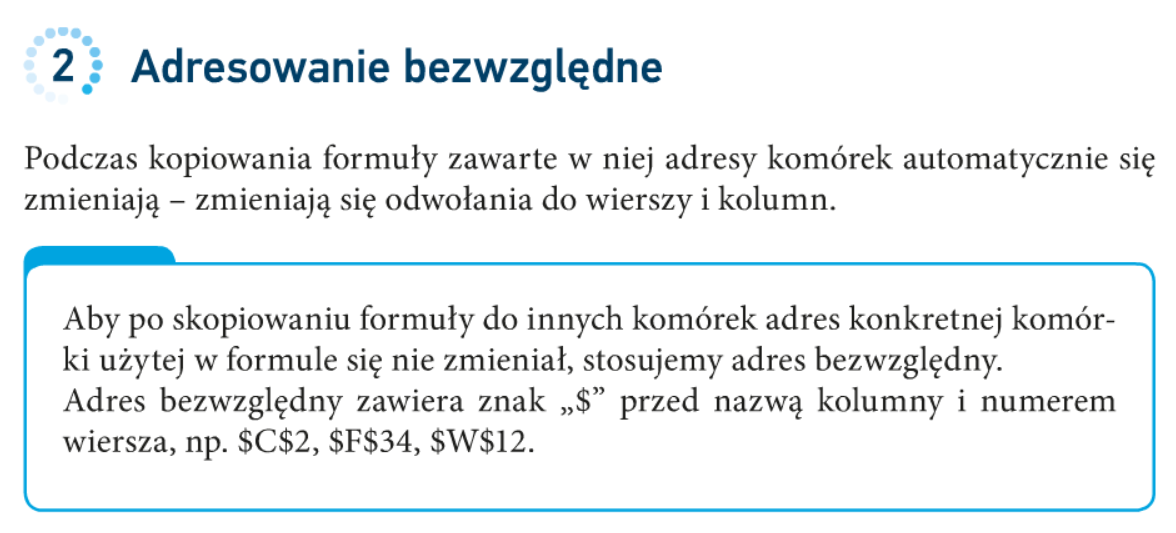 2 Adresowanie bezwzględne
Podczas kopiowania formuły zawarte w niej adresy komórek automatycznie się
zmieniają – zmieniają się odwołania do wierszy i kolumn.
Aby po skopiowaniu formuły do innych komórek adres konkretnej komór-
ki użytej w formule się nie zmieniał, stosujemy adres bezwzględny.
Adres bezwzględny zawiera znak „$” przed nazwą kolumny i numerem
wiersza, np. $C$2, $F$34, $W$12.